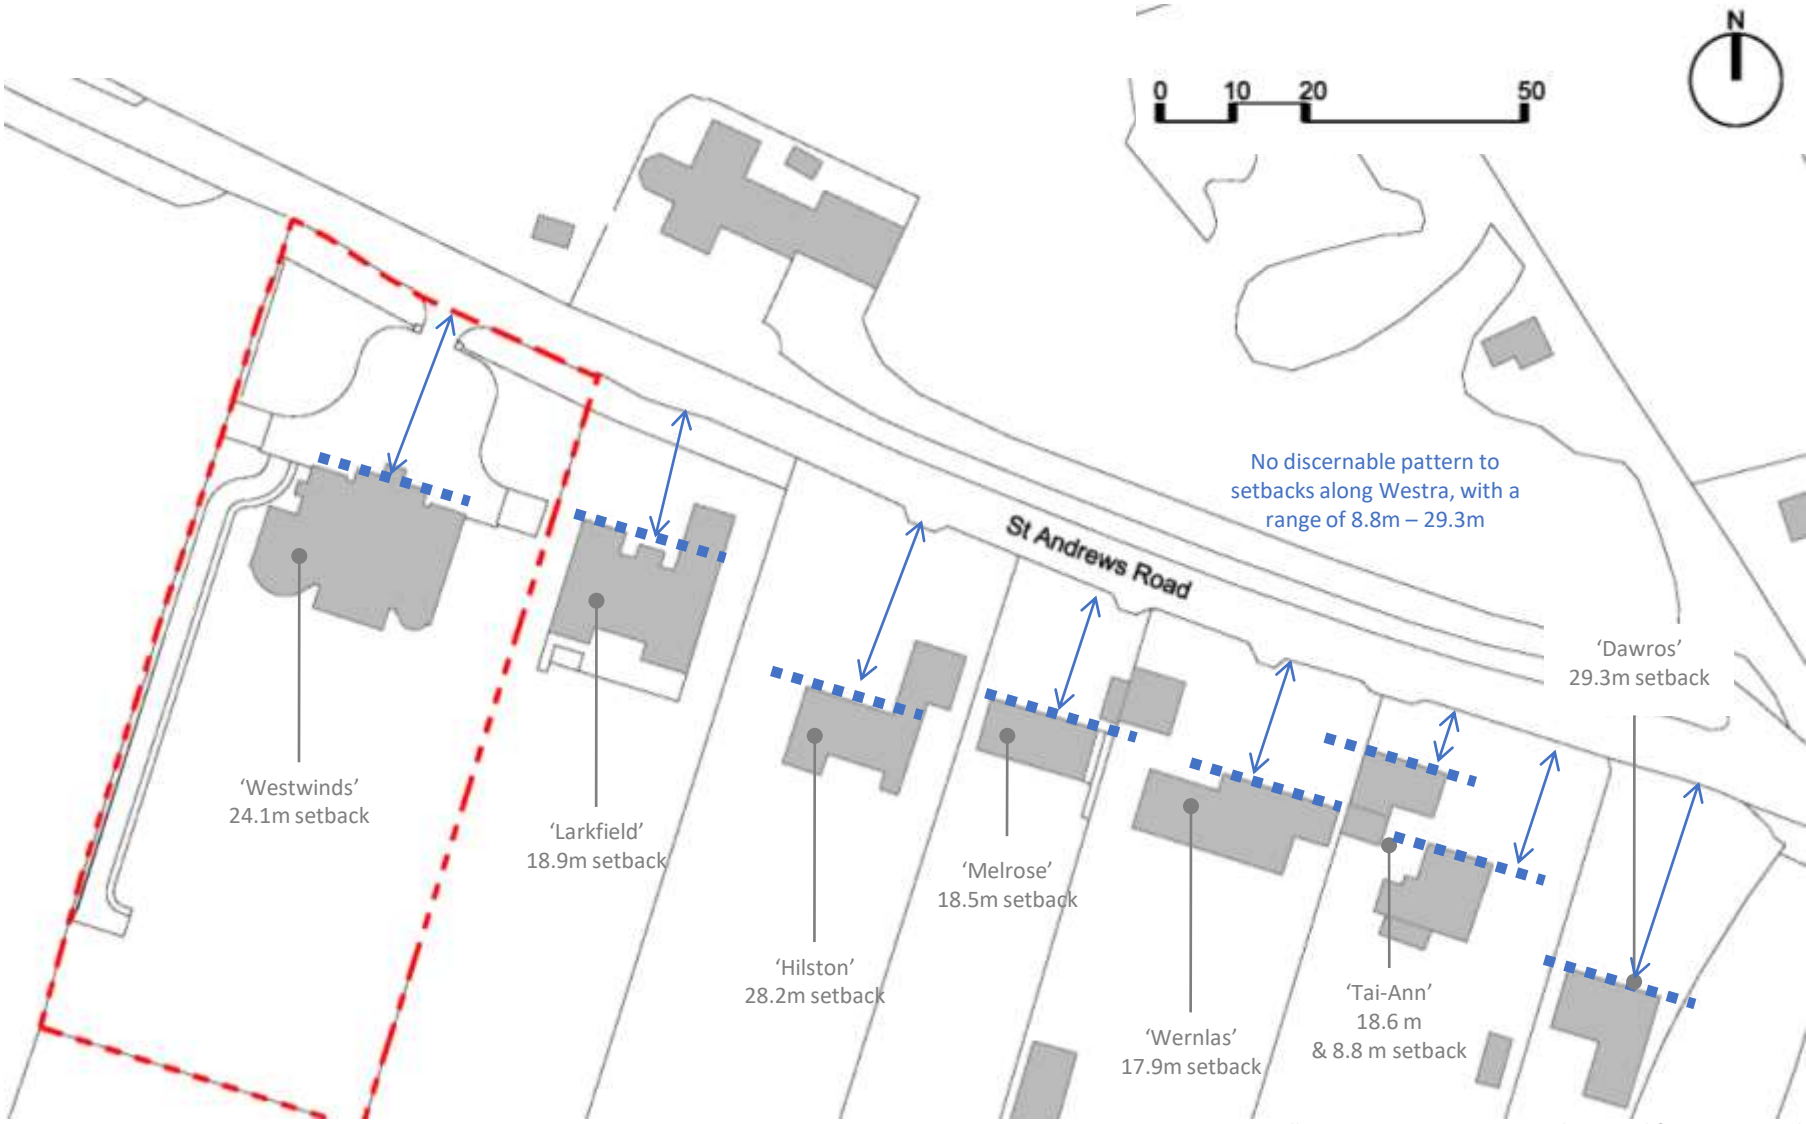 N
0 10 20 50
No discernable pattern to
setbacks along Westra, with a
range of 8.8m – 29.3m
St Andrews Road
‘Dawros’
29.3m setback
‘Westwinds’
24.1m setback
‘Larkfield’
18.9m setback
‘Melrose’
18.5m setback
‘Hilston’
28.2m setback
‘Tai-Ann’
18.6 m
& 8.8 m setback
‘Wernlas’
17.9m setback